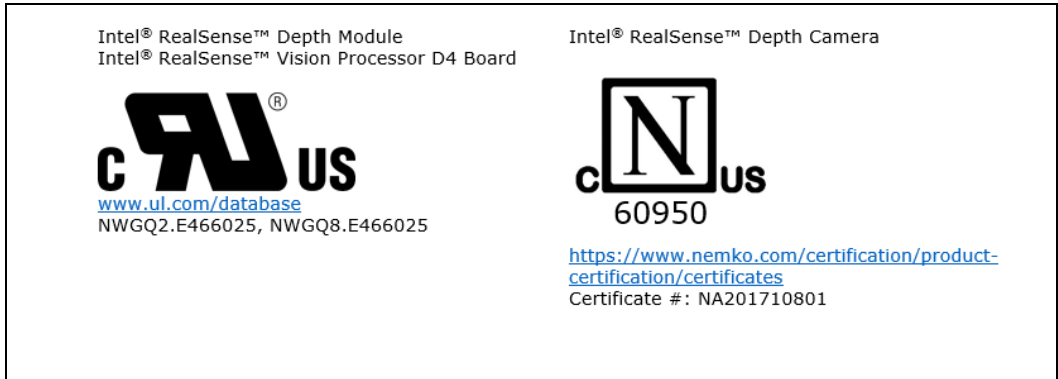 Intel® RealSense™ Depth Module
Intel® RealSense™ Vision Processor D4 Board
c RU ® US
www.ul.com/database
NWGQ2.E466025, NWGQ8.E466025
Intel® RealSense™ Depth Camera
c N US
60950
https://www.nemko.com/certification/product-
certification/certificates
Certificate #: NA201710801